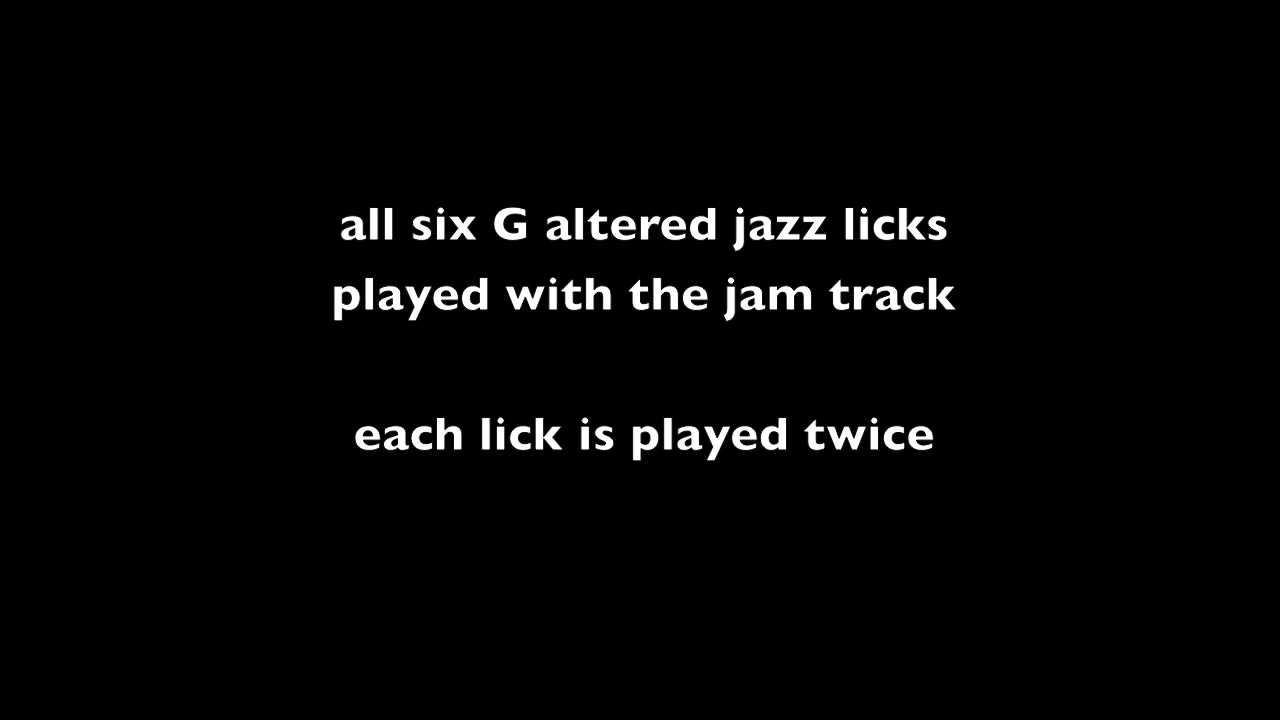 all six G altered jazz licks
played with the jam track
each lick is played twice